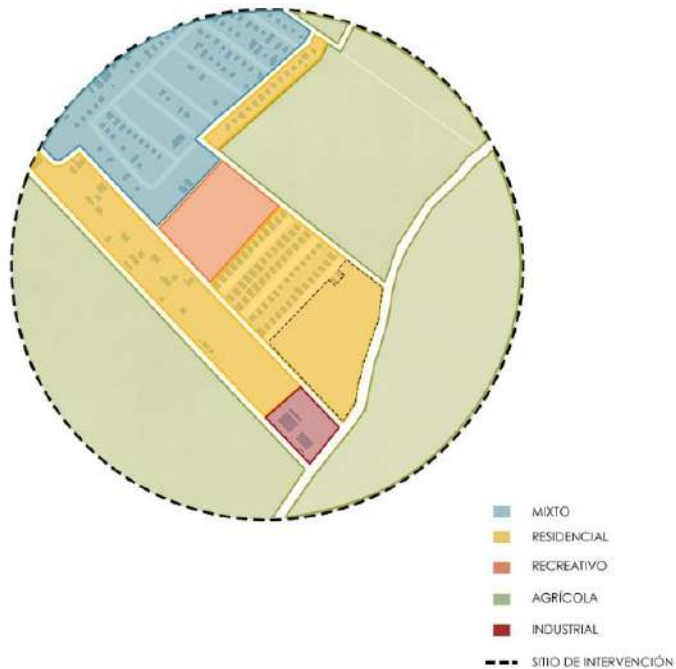 MIXTO
RESIDENCIAL
RECREATIVO
AGRÍCOLA
INDUSTRIAL
SITIO DE INTERVENCIÓN